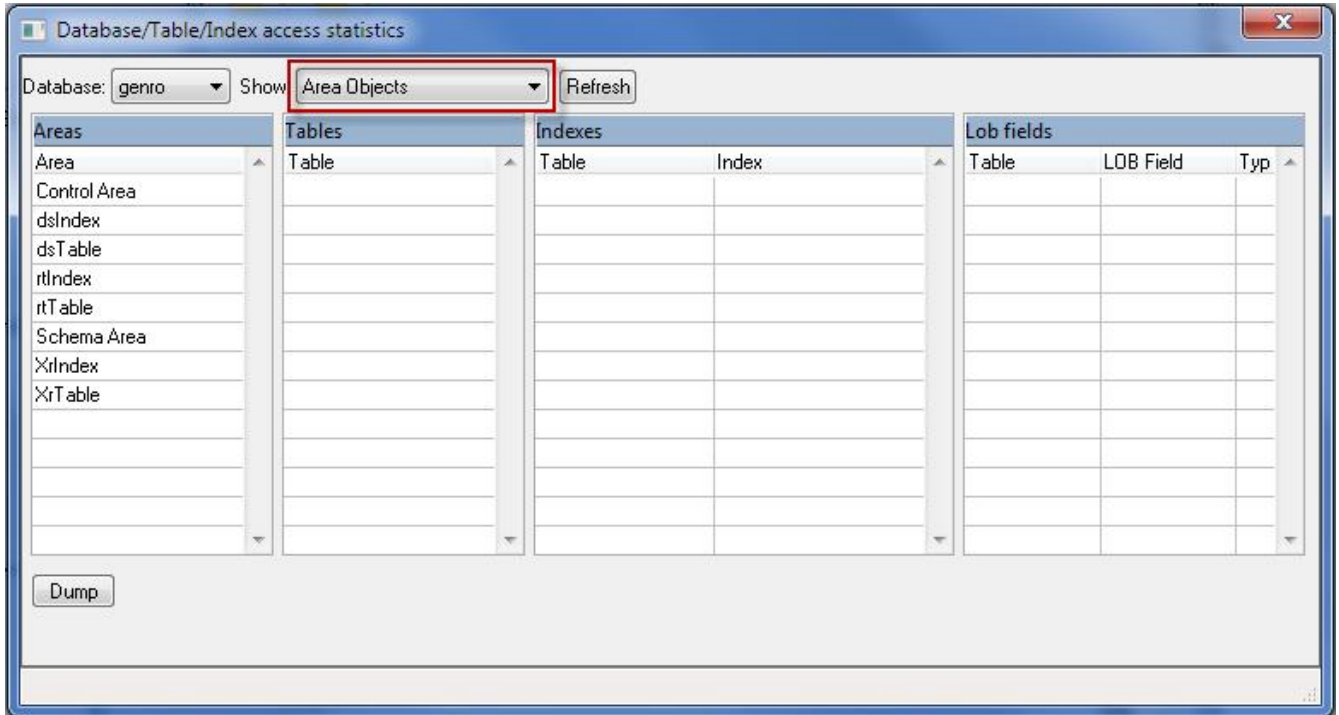 Database/Table/Index access statistics
Database: genro Show Area Objects Refresh
Areas Tables Indexes Lob fields
Area Table Table Index Table LOB Field Typ
Control Area
dsIndex
dsTable
rtIndex
rtTable
Schema Area
XrIndex
XrTable
Dump